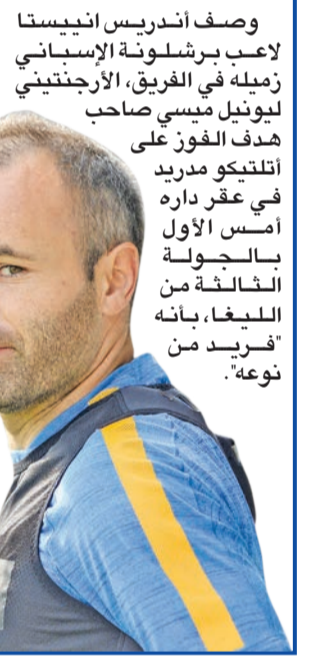 وصف أندريس انييستا
لاعب برشلونة الإسباني
زميله في الفريق، الأرجنتيني
ليونيل ميسي صاحب
هدف الفوز على
أتلتيكو مدريد
في عقر داره
أمس الأول
بالجولة
الثالثة من
الليغا، بأنه
"فريد من
نوعه".